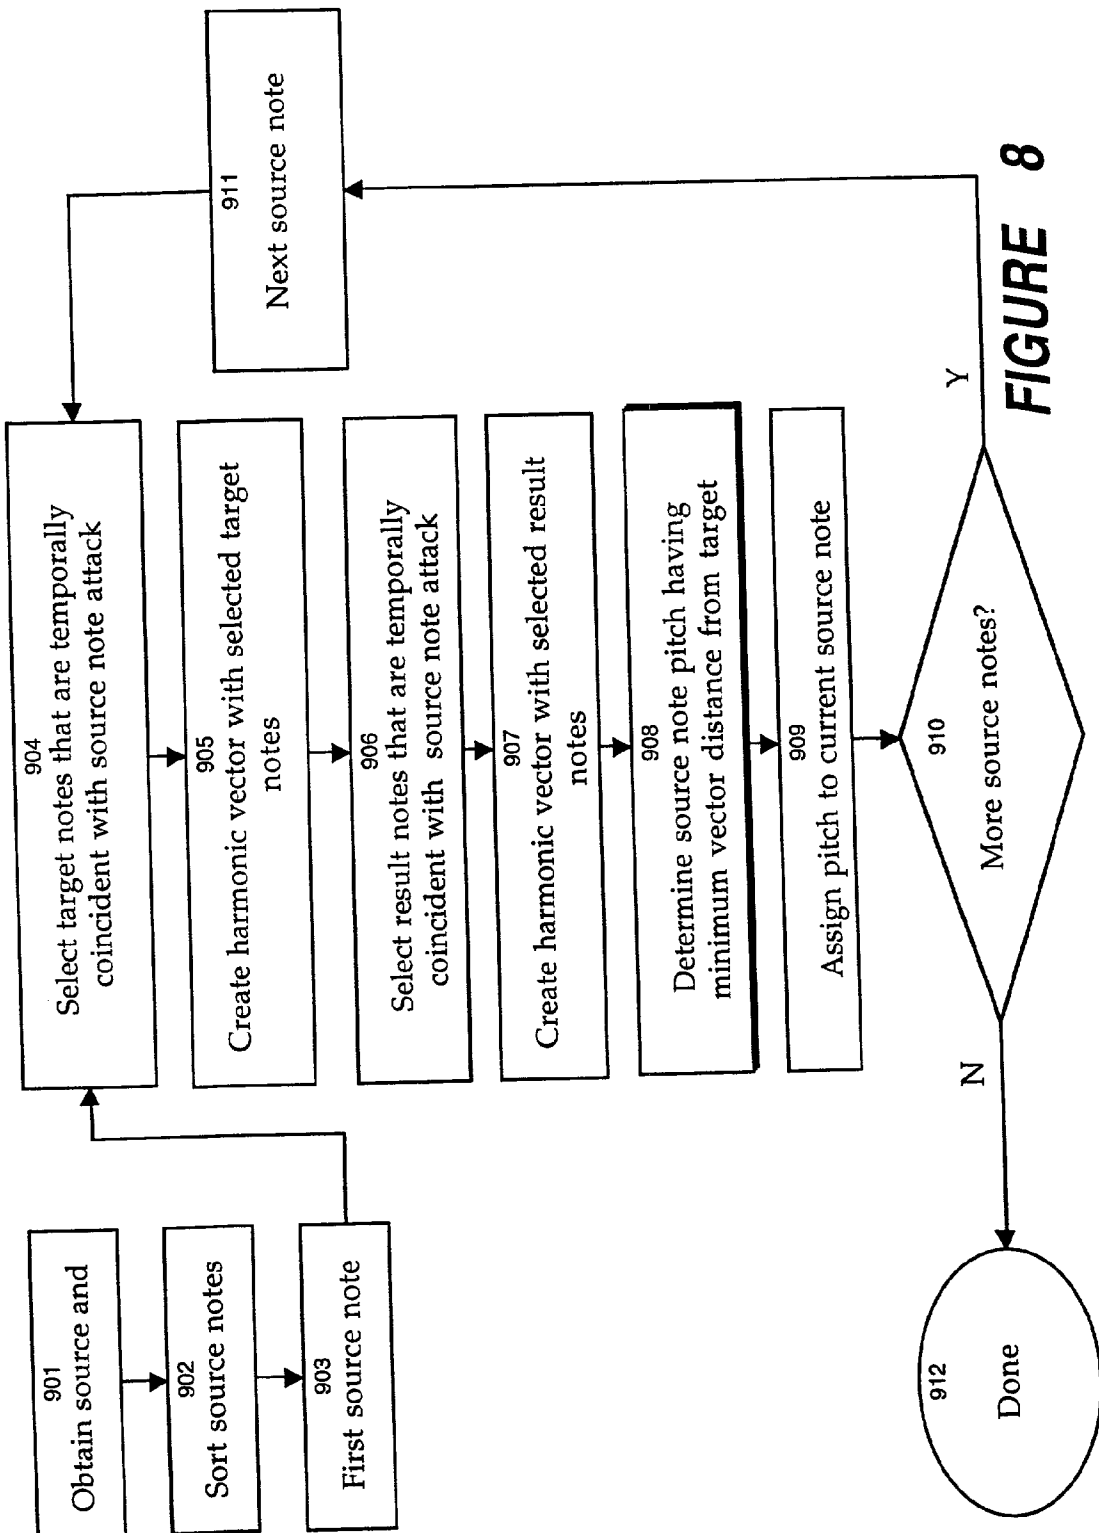 901
Obtain source and
902
Sort source notes
903
First source note
904
Select target notes that are temporally
coincident with source note attack
905
Create harmonic vector with selected target
notes
906
Select result notes that are temporally
coincident with source note attack
907
Create harmonic vector with selected result
notes
908
Determine source note pitch having
minimum vector distance from target
909
Assign pitch to current source note
910
More source notes?
Y
N
911
Next source note
912
Done
FIGURE 8